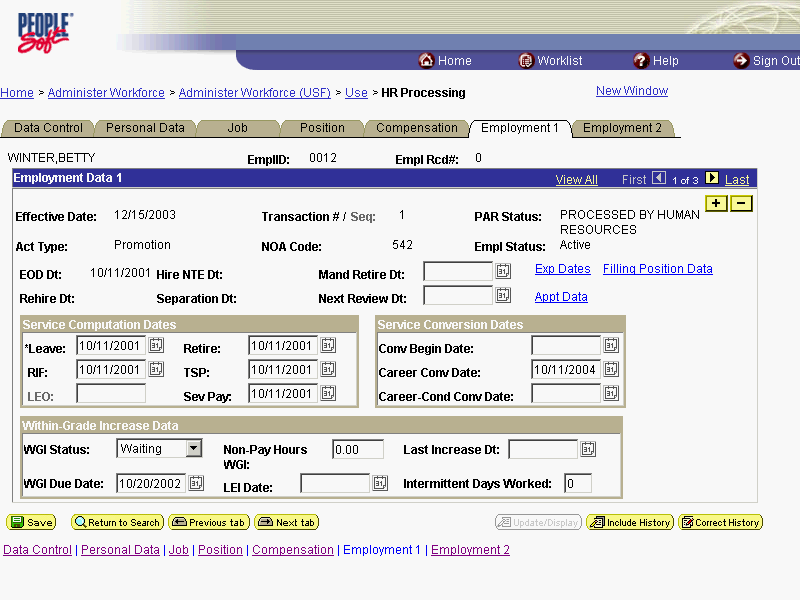 PEOPLE
Soft
Home Worklist Help Sign Out
Home > Administer Workforce > Administer Workforce (USF) > Use > HR Processing New Window
Data Control Personal Data Job Position Compensation Employment 1 Employment 2
WINTER,BETTY EmplID: 0012 Empl Rcd#: 0
Employment Data 1 View All First 1 of 3 Last
Effective Date: 12/15/2003 Transaction # / Seq: 1 PAR Status: PROCESSED BY HUMAN
RESOURCES
Act Type: Promotion NOA Code: 542 Empl Status: Active
EOD Dt: 10/11/2001 Hire NTE Dt: Mand Retire Dt: Exp Dates Filling Position Data
Rehire Dt: Separation Dt: Next Review Dt: Appt Data
Service Computation Dates Service Conversion Dates
*Leave: 10/11/2001 Retire: 10/11/2001 Conv Begin Date:
RIF: 10/11/2001 TSP: 10/11/2001 Career Conv Date: 10/11/2004
LEO: Sev Pay: 10/11/2001 Career-Cond Conv Date:
Within-Grade Increase Data
WGI Status: Waiting Non-Pay Hours 0.00 Last Increase Dt:
WGI:
WGI Due Date: 10/20/2002 LEI Date: Intermittent Days Worked: 0
Save Return to Search Previous tab Next tab Update/Display Include History Correct History
Data Control | Personal Data | Job | Position | Compensation | Employment 1 | Employment 2